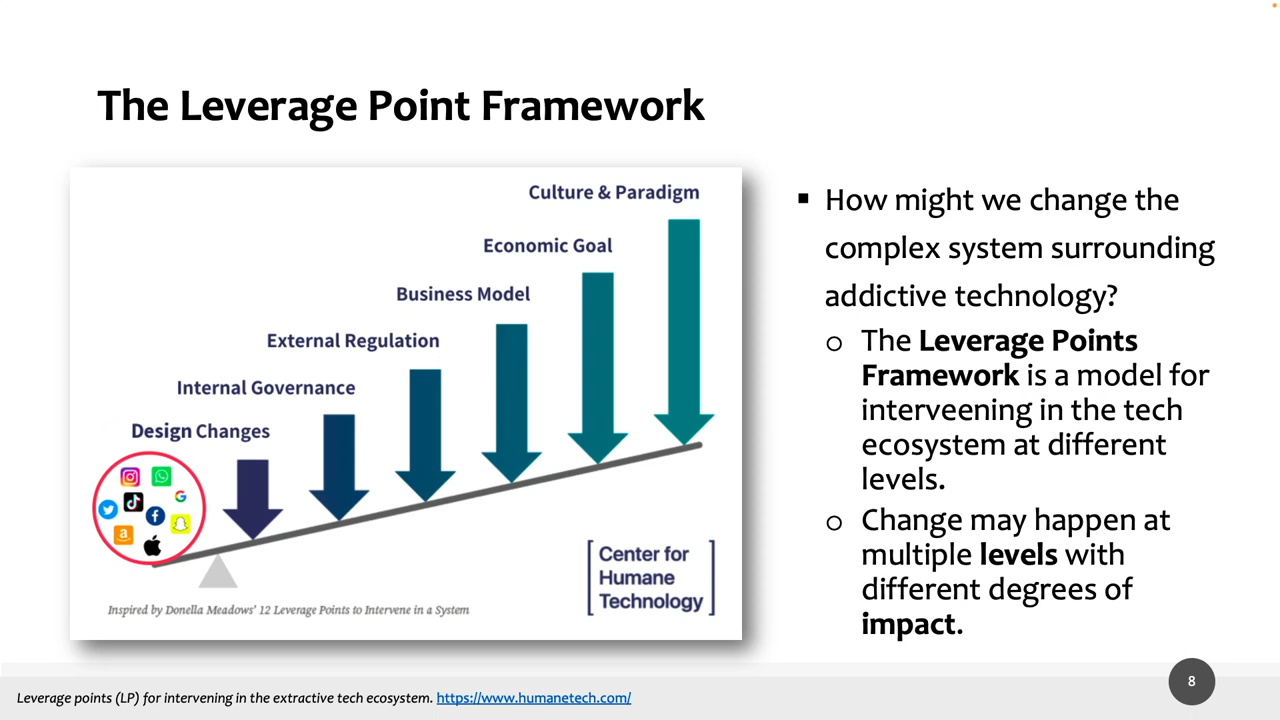 The Leverage Point Framework
Culture & Paradigm
Economic Goal
Business Model
External Regulation
Internal Governance
Design Changes
Center for
Humane
Technology
Inspired by Donella Meadows' 12 Leverage Points to Intervene in a System
▪ How might we change the
complex system surrounding
addictive technology?
o The Leverage Points
Framework is a model for
interveening in the tech
ecosystem at different
levels.
o Change may happen at
multiple levels with
different degrees of
impact.
Leverage points (LP) for intervening in the extractive tech ecosystem. https://www.humanetech.com/
8